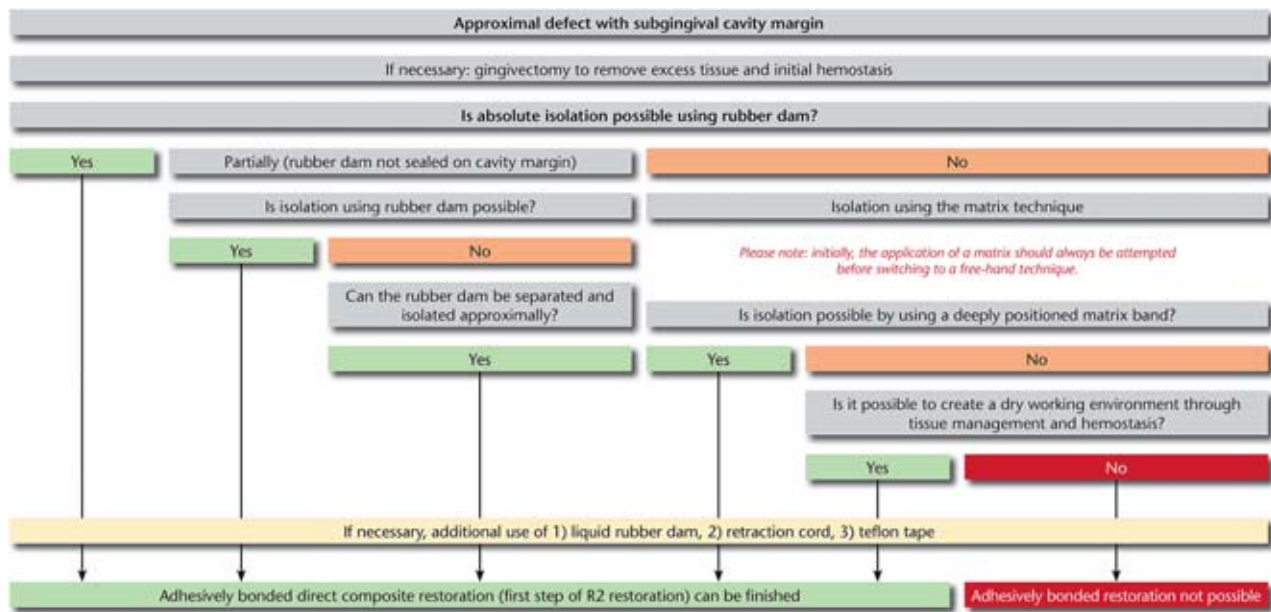 Approximal defect with subgingival cavity margin
If necessary: gingivectomy to remove excess tissue and initial hemostasis
Is absolute isolation possible using rubber dam?
Yes
Partially (rubber dam not sealed on cavity margin)
No
Is isolation using rubber dam possible?
Isolation using the matrix technique
Yes
No
Please note: initially, the application of a matrix should always be attempted
before switching to a free-hand technique.
Can the rubber dam be separated and
isolated approximally?
Is isolation possible by using a deeply positioned matrix band?
Yes
Yes
No
Is it possible to create a dry working environment through
tissue management and hemostasis?
Yes
No
If necessary, additional use of 1) liquid rubber dam, 2) retraction cord, 3) teflon tape
Adhesively bonded direct composite restoration (first step of R2 restoration) can be finished
Adhesively bonded restoration not possible